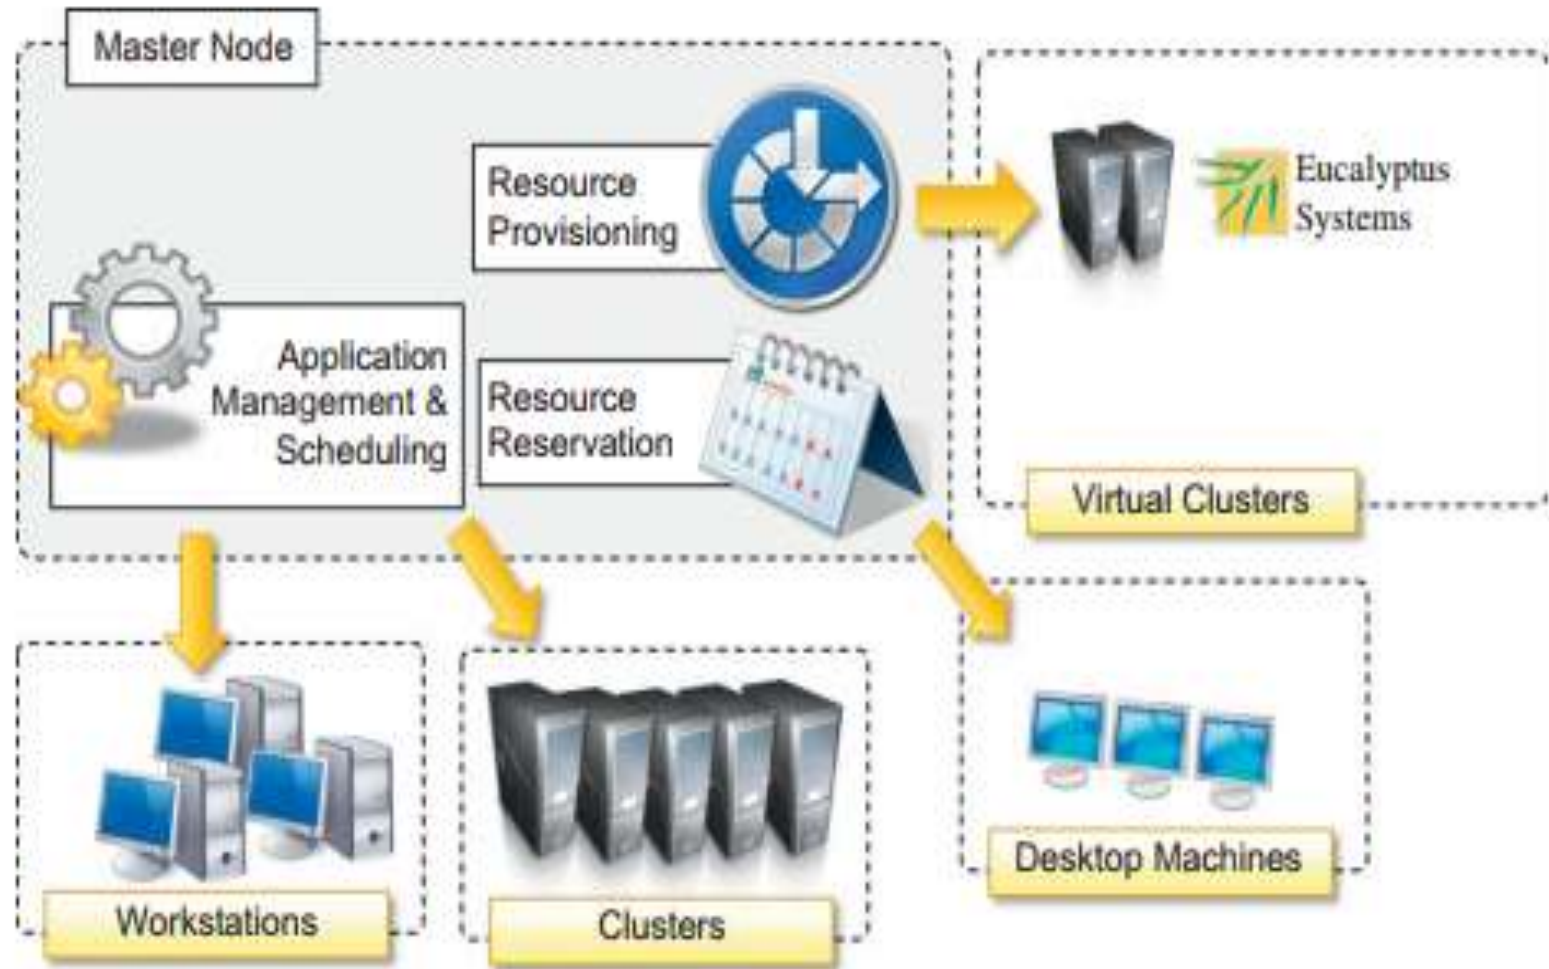 Master Node
Resource
Provisioning
Eucalyptus
Systems
Application
Management &
Scheduling
Resource
Reservation
Virtual Clusters
Desktop Machines
Workstations
Clusters